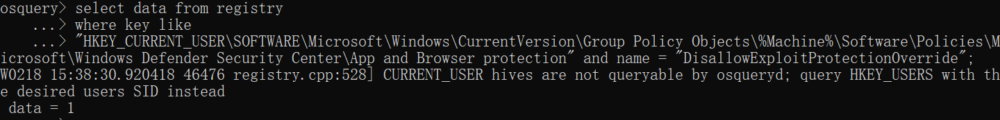 osquery> select data from registry
...> where key like
...> "HKEY_CURRENT_USER\SOFTWARE\Microsoft\Windows\CurrentVersion\Group Policy Objects\%Machine%\Software\Policies\M
icrosoft\Windows Defender Security Center\App and Browser protection" and name = "DisallowExploitProtectionOverride";
W0218 15:38:30.920418 46476 registry.cpp:528] CURRENT_USER hives are not queryable by osqueryd; query HKEY_USERS with th
e desired users SID instead
data = 1